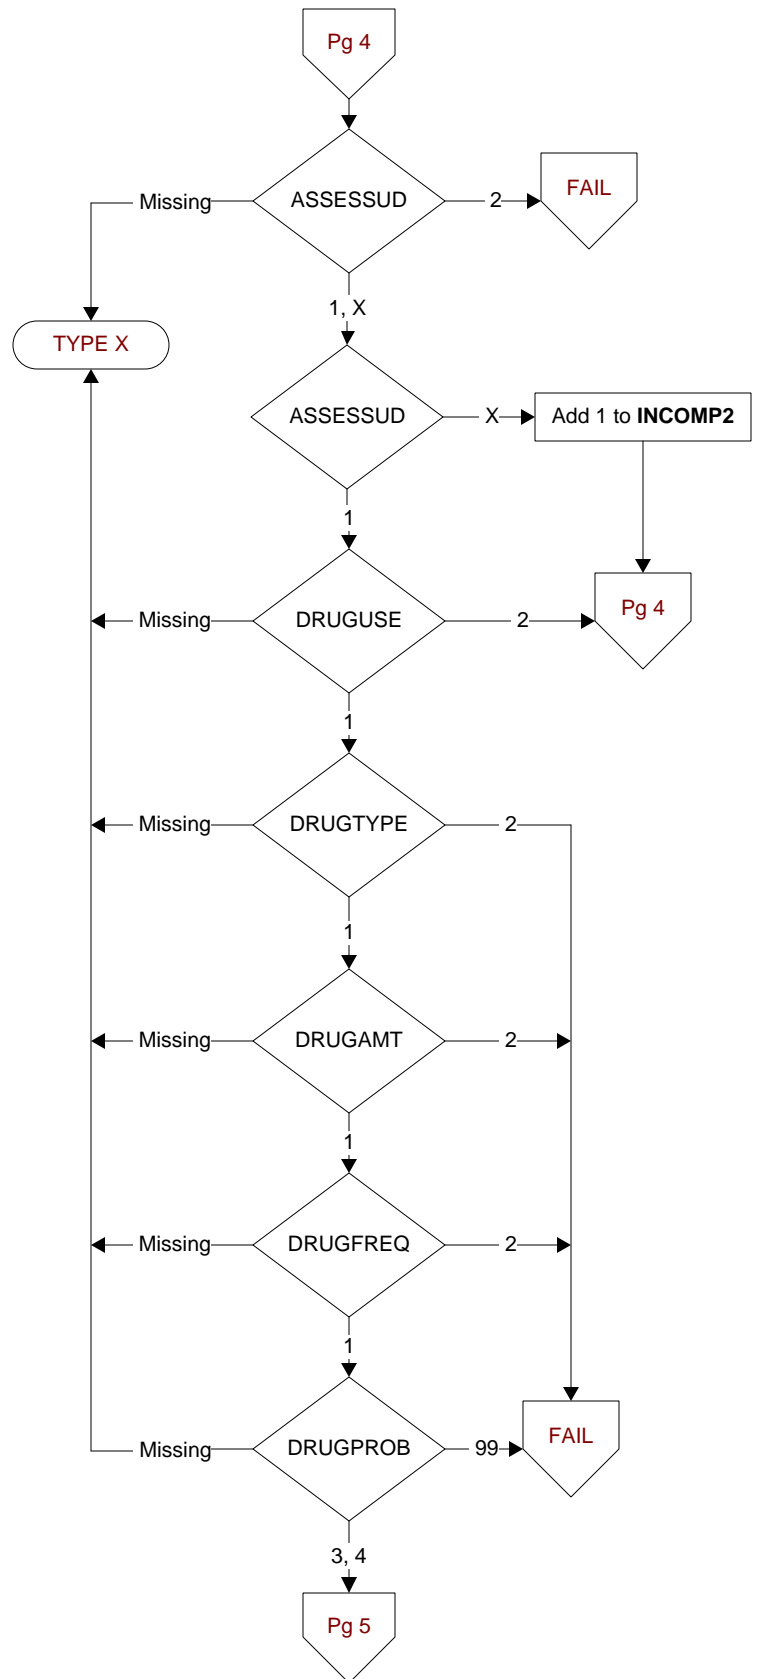 Pg 4
Missing
ASSESSUD
2
FAIL
1, X
TYPE X
ASSESSUD
X
Add 1 to INCOMP2
1
Missing
DRUGUSE
2
Pg 4
1
Missing
DRUGTYPE
2
1
Missing
DRUGAMT
2
1
Missing
DRUGFREQ
2
1
Missing
DRUGPROB
99
FAIL
3, 4
Pg 5